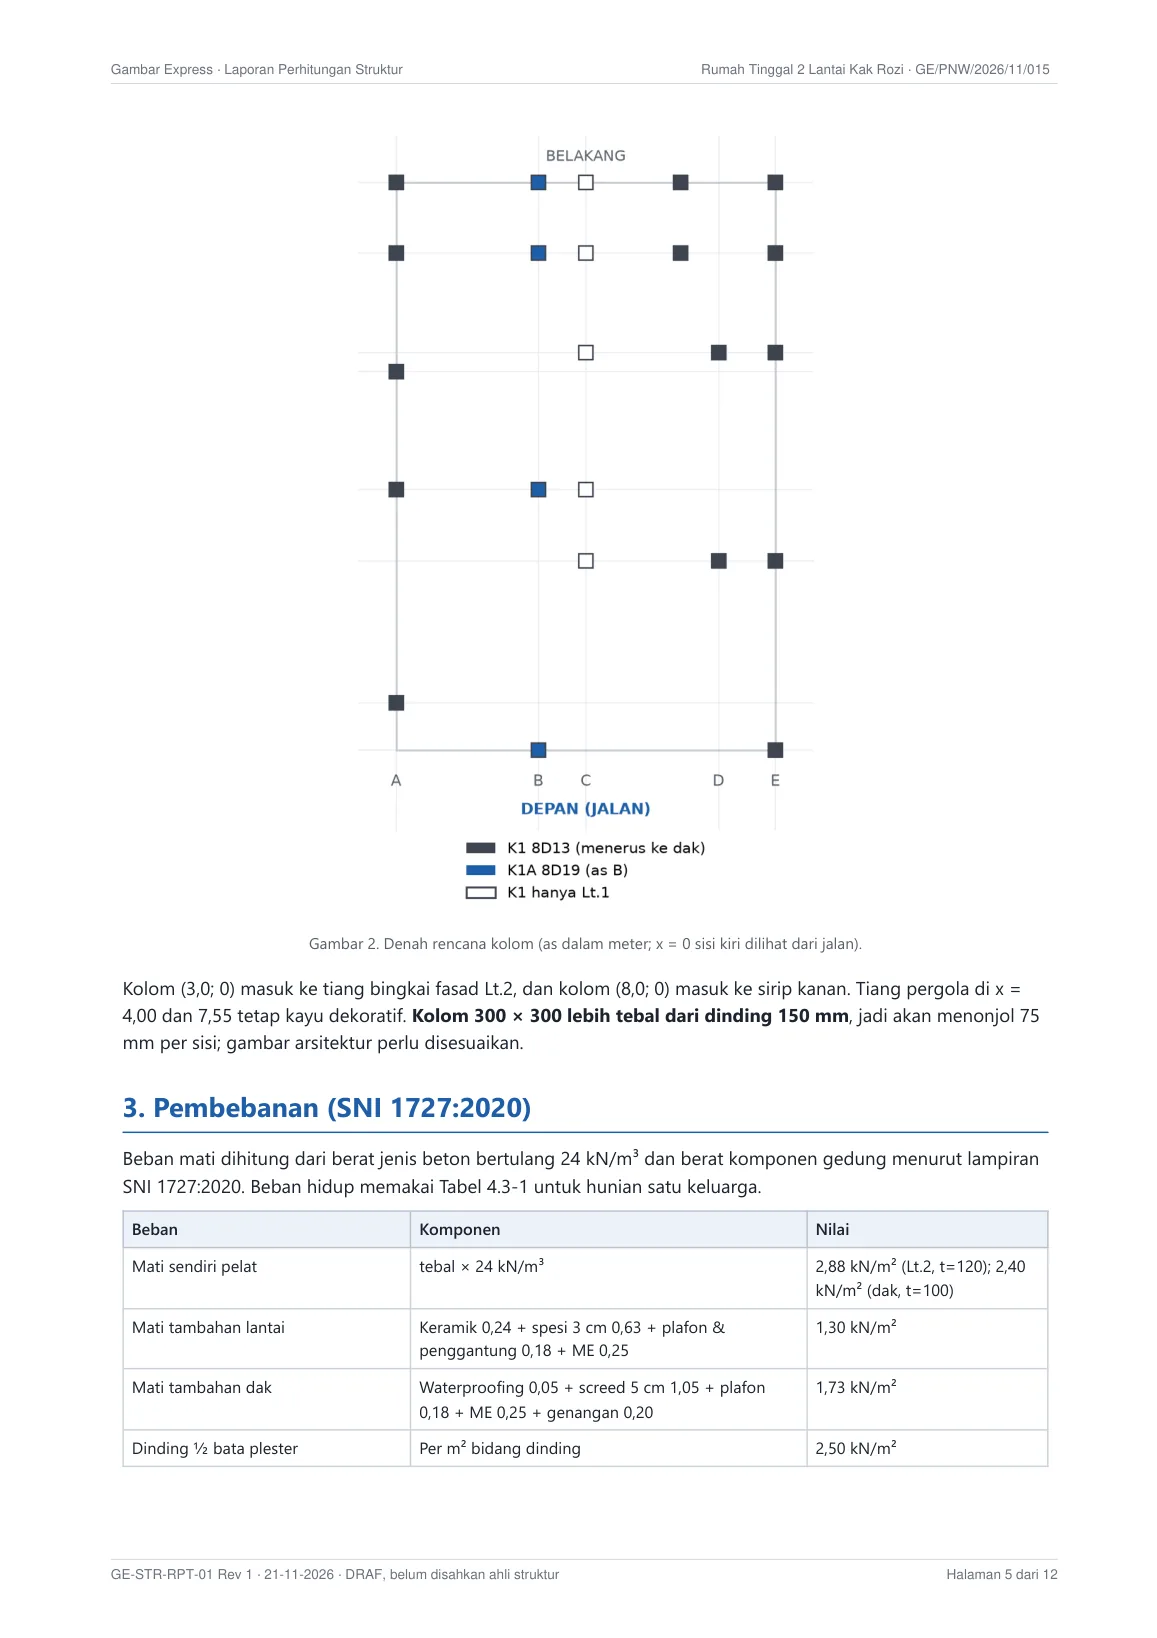 Gambar Express · Laporan Perhitungan Struktur
Rumah Tinggal 2 Lantai Kak Rozi · GE/PNW/2026/11/015
BELAKANG
A B C D E
DEPAN (JALAN)
K1 8D13 (menerus ke dak)
K1A 8D19 (as B)
K1 hanya Lt.1
Gambar 2. Denah rencana kolom (as dalam meter; x = 0 sisi kiri dilihat dari jalan).
Kolom (3,0; 0) masuk ke tiang bingkai fasad Lt.2, dan kolom (8,0; 0) masuk ke sirip kanan. Tiang pergola di x =
4,00 dan 7,55 tetap kayu dekoratif. Kolom 300 × 300 lebih tebal dari dinding 150 mm, jadi akan menonjol 75
mm per sisi; gambar arsitektur perlu disesuaikan.
3. Pembebanan (SNI 1727:2020)
Beban mati dihitung dari berat jenis beton bertulang 24 kN/m³ dan berat komponen gedung menurut lampiran
SNI 1727:2020. Beban hidup memakai Tabel 4.3-1 untuk hunian satu keluarga.
Beban Komponen Nilai
Mati sendiri pelat tebal × 24 kN/m³ 2,88 kN/m² (Lt.2, t=120); 2,40
kN/m² (dak, t=100)
Mati tambahan lantai Keramik 0,24 + spesi 3 cm 0,63 + plafon & 1,30 kN/m²
penggantung 0,18 + ME 0,25
Mati tambahan dak Waterproofing 0,05 + screed 5 cm 1,05 + plafon 1,73 kN/m²
0,18 + ME 0,25 + genangan 0,20
Dinding ½ bata plester Per m² bidang dinding 2,50 kN/m²
GE-STR-RPT-01 Rev 1 · 21-11-2026 · DRAF, belum disahkan ahli struktur
Halaman 5 dari 12